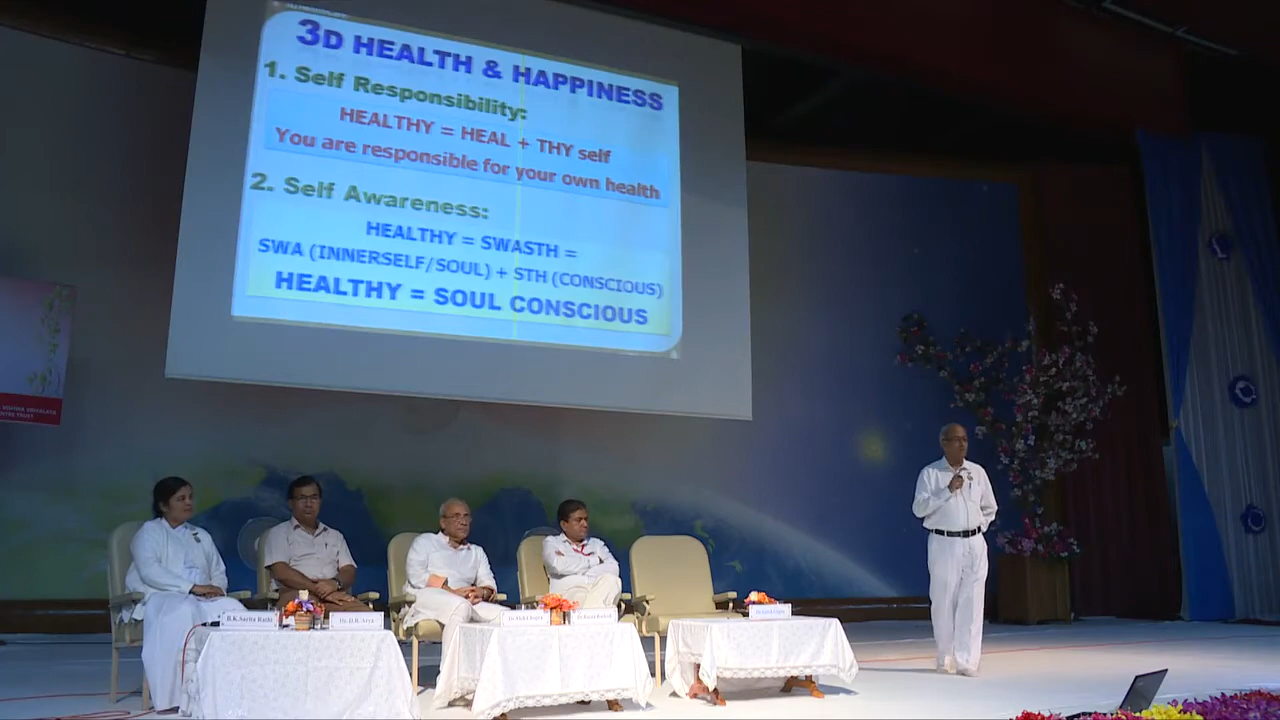 3D HEALTH & HAPPINESS
1. Self Responsibility:
HEALTHY = HEAL + THY self
You are responsible for your own health
2. Self Awareness:
HEALTHY = SWASTH =
SWA (INNERSELF/SOUL) + STH (CONSCIOUS)
HEALTHY = SOUL CONSCIOUS